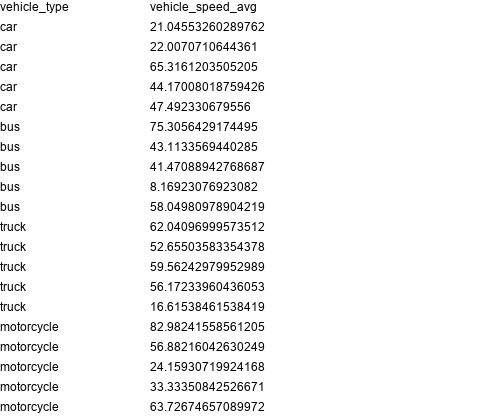 vehicle_type vehicle_speed_avg
car 21.04553260289762
car 22.0070710644361
car 65.3161203505205
car 44.17008018759426
car 47.492330679556
bus 75.3056429174495
bus 43.1133569440285
bus 41.47088942768687
bus 8.16923076923082
bus 58.04980978904219
truck 62.04096999573512
truck 52.65503583354378
truck 59.56242979952989
truck 56.17233960436053
truck 16.61538461538419
motorcycle 82.98241558561205
motorcycle 56.88216042630249
motorcycle 24.15930719924168
motorcycle 33.33350842526671
motorcycle 63.72674657089972